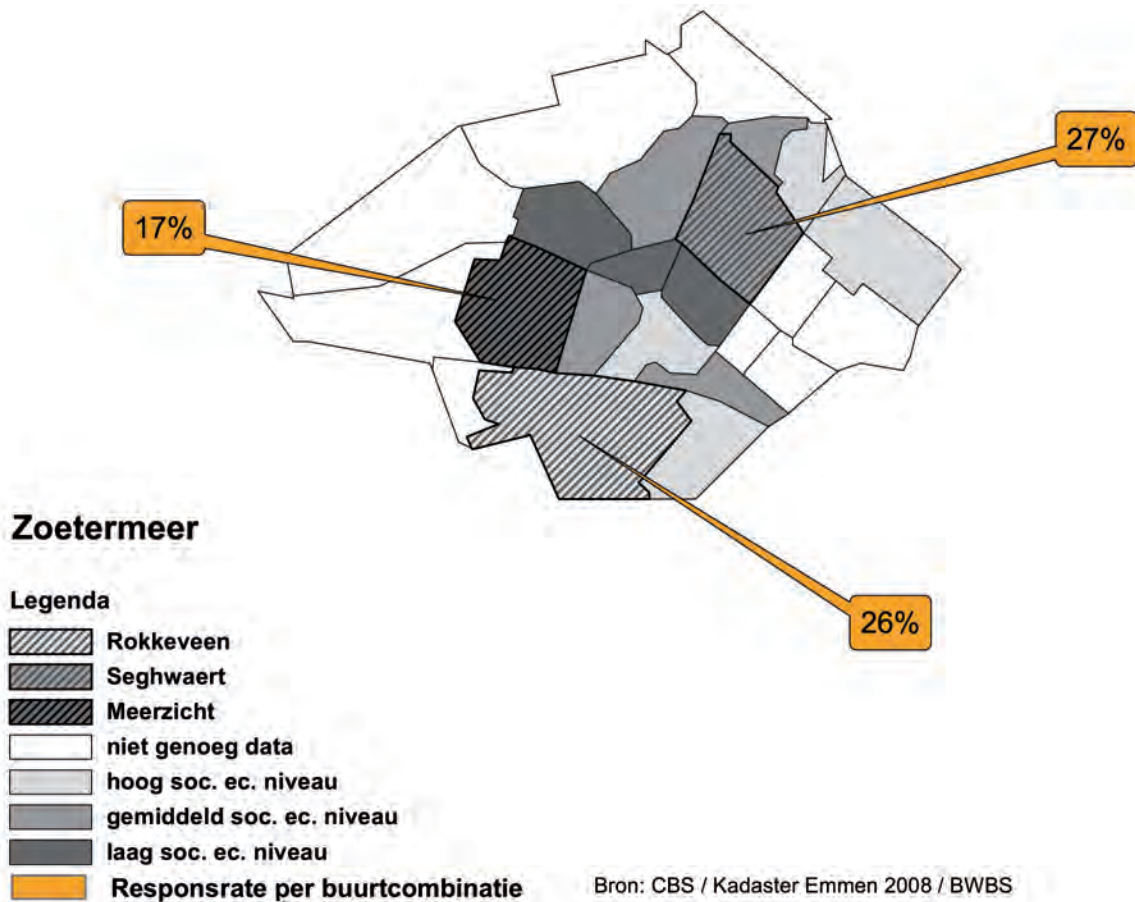 27%
17%
26%
Zoetermeer
Legenda
Rokkeveen
Seghwaert
Meerzicht
niet genoeg data
hoog soc. ec. niveau
gemiddeld soc. ec. niveau
laag soc. ec. niveau
Responsrate per buurtcombinatie
Bron: CBS / Kadaster Emmen 2008 / BWBS